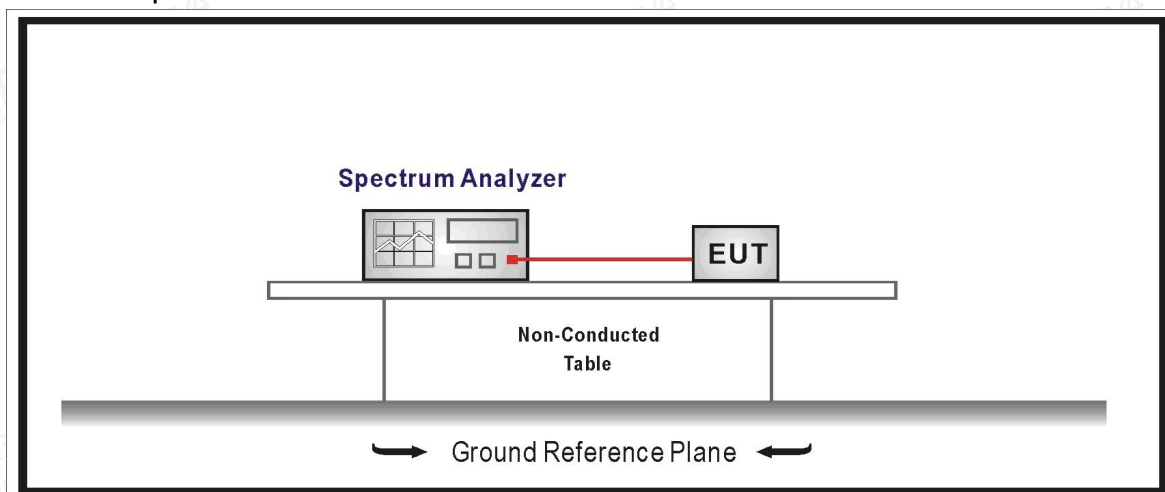 Spectrum Analyzer
EUT
Non-Conducted
Table
Ground Reference Plane